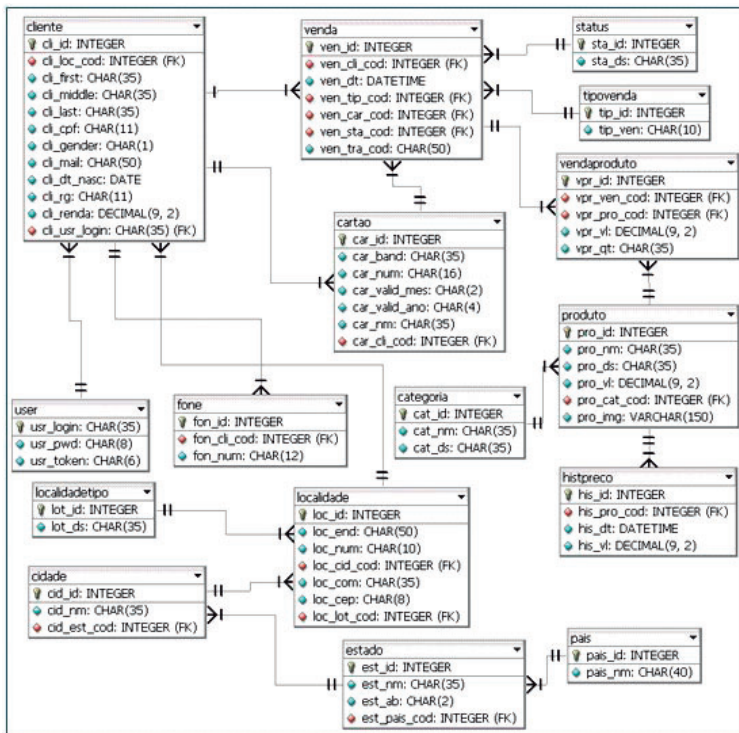 cliente
cli_id: INTEGER
cli_loc_cod: INTEGER (FK)
cli_first: CHAR(35)
cli_middle: CHAR(35)
cli_last: CHAR(35)
cli_cpf: CHAR(11)
cli_gender: CHAR(1)
cli_mail: CHAR(50)
cli_dt_nasc: DATE
cli_rg: CHAR(11)
cli_renda: DECIMAL(9, 2)
cli_usr_login: CHAR(35) (FK)
venda
ven_id: INTEGER
ven_cli_cod: INTEGER (FK)
ven_dt: DATETIME
ven_tip_cod: INTEGER (FK)
ven_car_cod: INTEGER (FK)
ven_sta_cod: INTEGER (FK)
ven_tra_cod: CHAR(50)
status
sta_id: INTEGER
sta_ds: CHAR(35)
tipovenda
tip_id: INTEGER
tip_ven: CHAR(10)
vendaproduto
vpr_id: INTEGER
vpr_ven_cod: INTEGER (FK)
vpr_pro_cod: INTEGER (FK)
vpr_vl: DECIMAL(9, 2)
vpr_qt: CHAR(35)
cartao
car_id: INTEGER
car_band: CHAR(35)
car_num: CHAR(16)
car_valid_mes: CHAR(2)
car_valid_ano: CHAR(4)
car_nm: CHAR(35)
car_cli_cod: INTEGER (FK)
produto
pro_id: INTEGER
pro_nm: CHAR(35)
pro_ds: CHAR(35)
pro_vl: DECIMAL(9, 2)
pro_cat_cod: INTEGER (FK)
pro_img: VARCHAR(150)
categoria
cat_id: INTEGER
cat_nm: CHAR(35)
cat_ds: CHAR(35)
user
usr_login: CHAR(35)
usr_pwd: CHAR(8)
usr_token: CHAR(6)
fone
fon_id: INTEGER
fon_cli_cod: INTEGER (FK)
fon_num: CHAR(12)
histpreco
his_id: INTEGER
his_pro_cod: INTEGER (FK)
his_dt: DATETIME
his_vl: DECIMAL(9, 2)
localidadetipo
lot_id: INTEGER
lot_ds: CHAR(35)
localidade
loc_id: INTEGER
loc_end: CHAR(50)
loc_num: CHAR(10)
loc_cid_cod: INTEGER (FK)
loc_com: CHAR(35)
loc_cep: CHAR(8)
loc_lot_cod: INTEGER (FK)
cidade
cid_id: INTEGER
cid_nm: CHAR(35)
cid_est_cod: INTEGER (FK)
estado
est_id: INTEGER
est_nm: CHAR(35)
est_ab: CHAR(2)
est_pais_cod: INTEGER (FK)
pais
pais_id: INTEGER
pais_nm: CHAR(40)